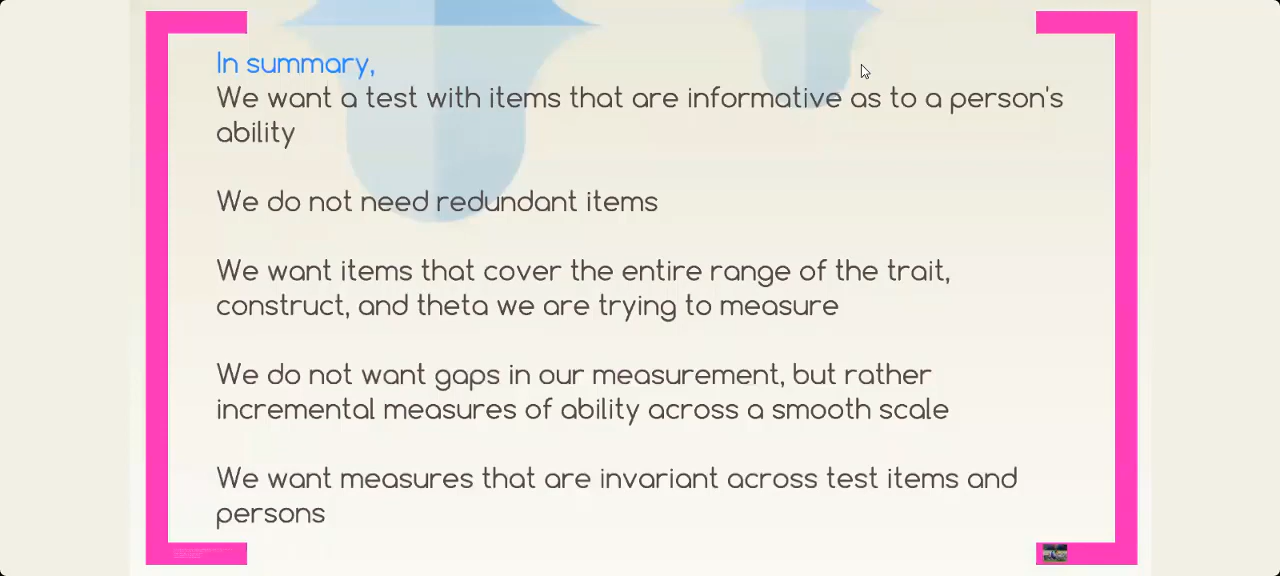 In summary,
We want a test with items that are informative as to a person's
ability
We do not need redundant items
We want items that cover the entire range of the trait,
construct, and theta we are trying to measure
We do not want gaps in our measurement, but rather
incremental measures of ability across a smooth scale
We want measures that are invariant across test items and
persons